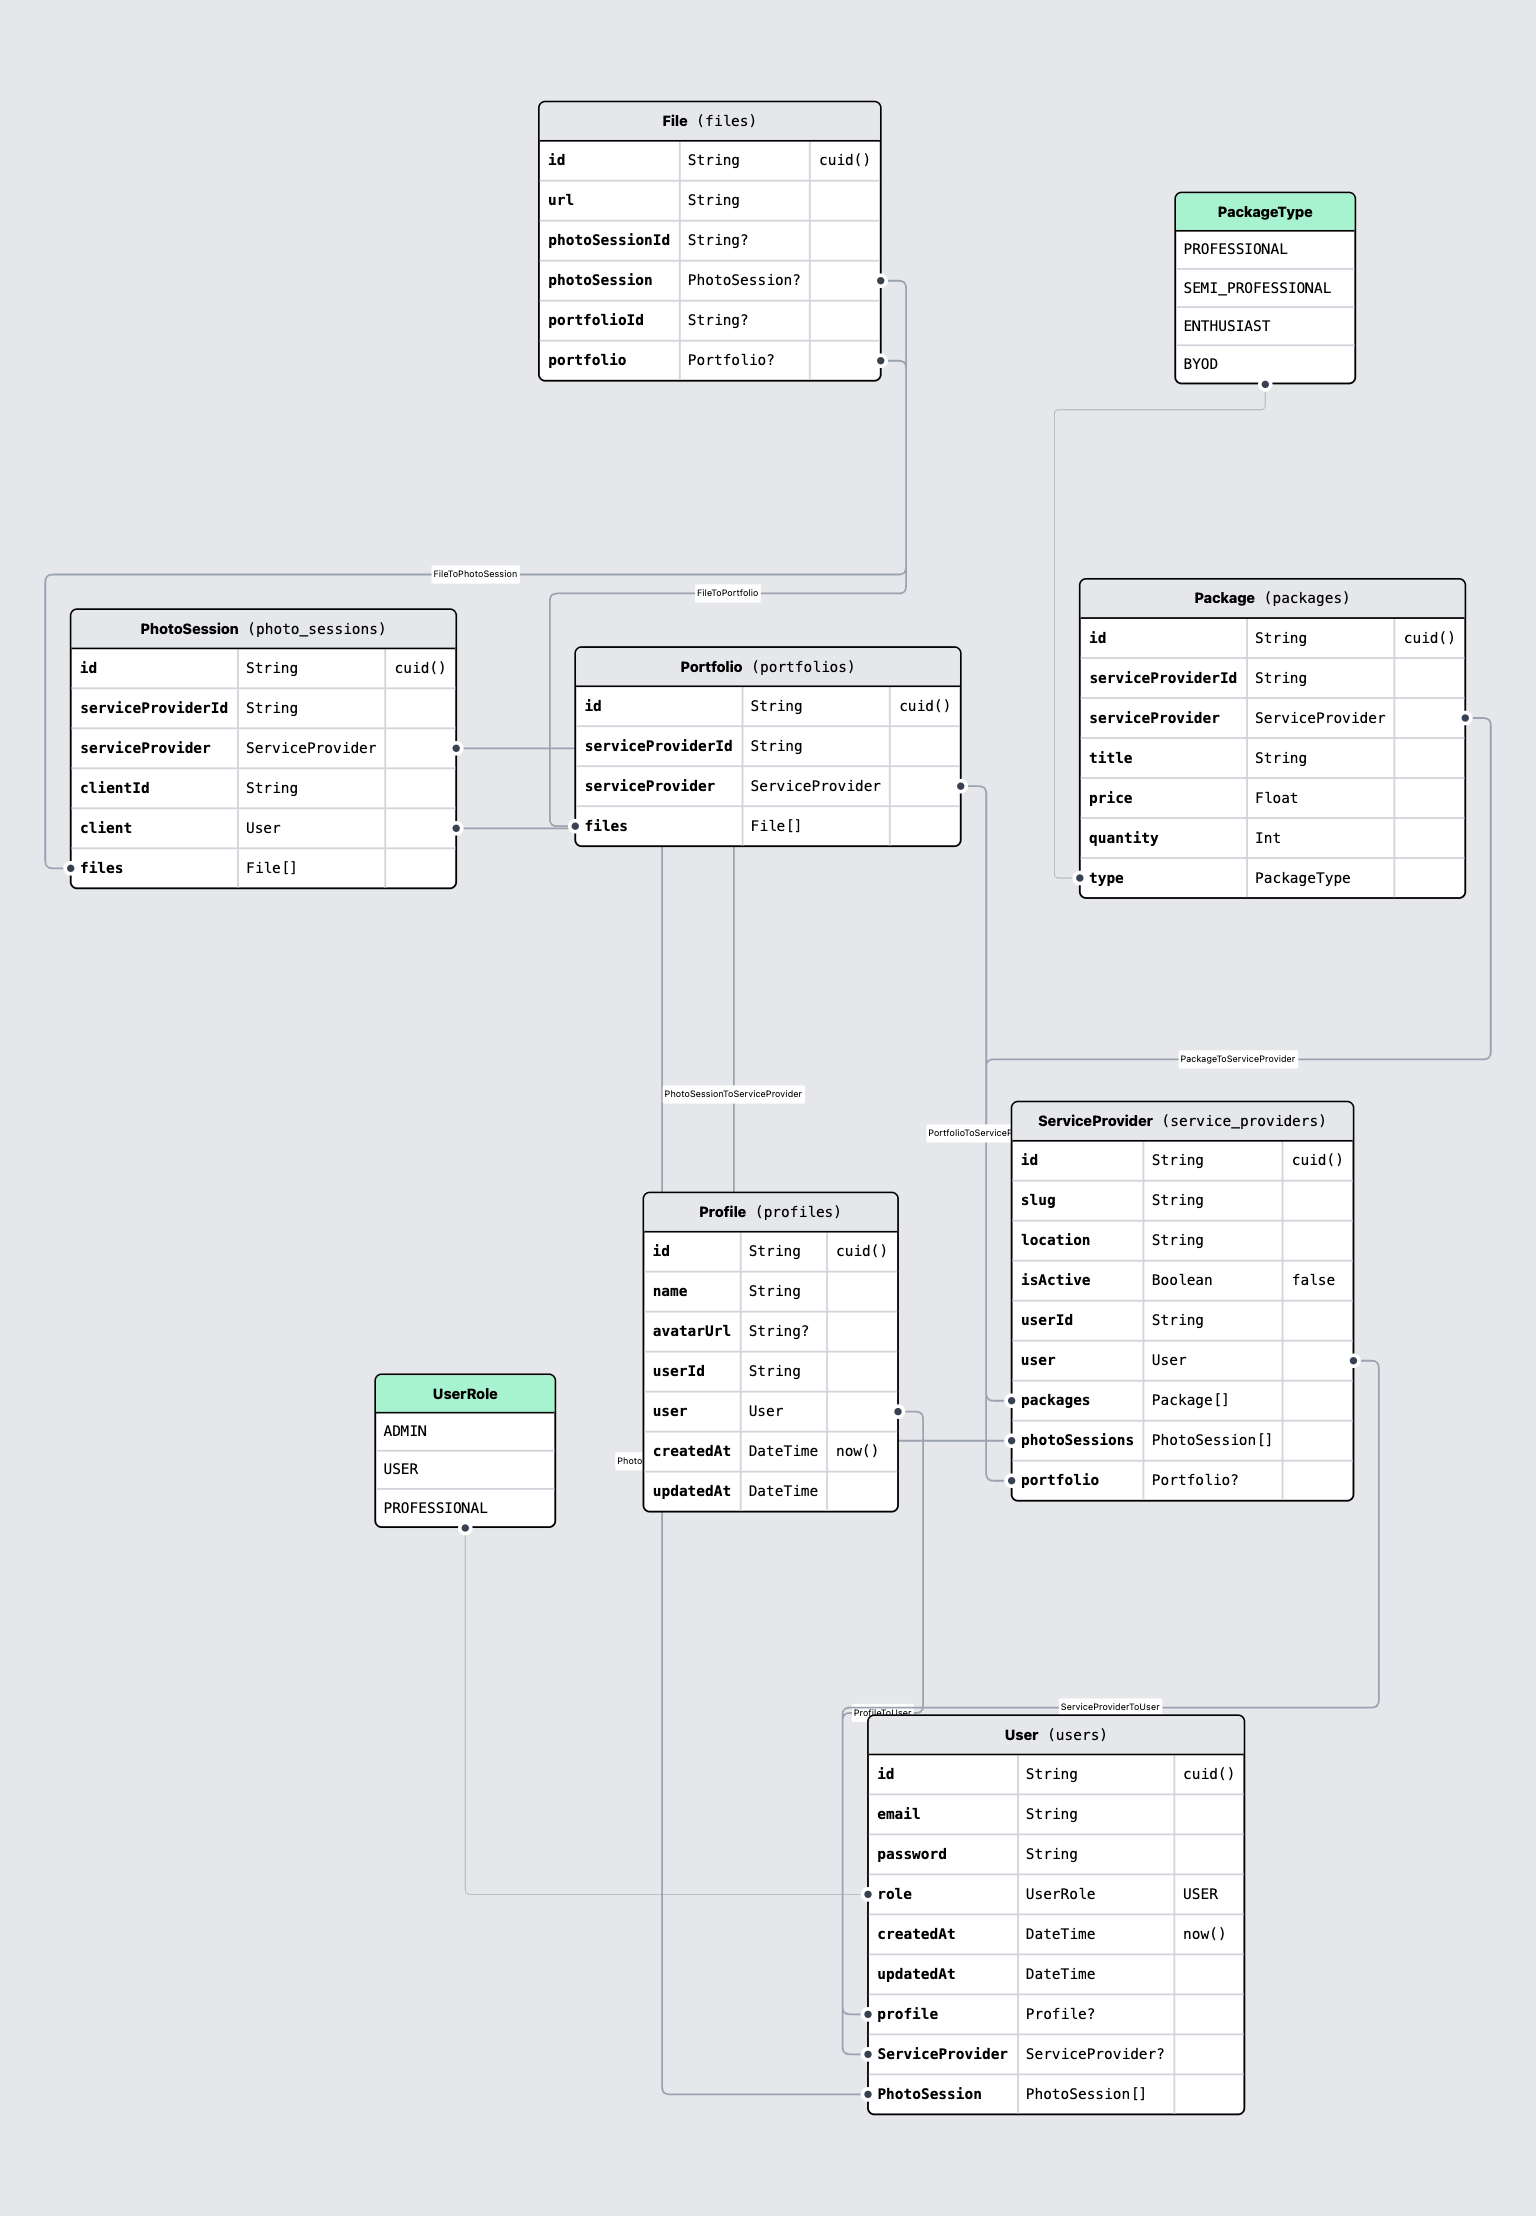 File (files)
id String cuid()
url String
photoSessionId String?
photoSession PhotoSession?
portfolioId String?
portfolio Portfolio?
PackageType
PROFESSIONAL
SEMI_PROFESSIONAL
ENTHUSIAST
BYOD
FileToPhotoSession
FileToPortfolio
PhotoSession (photo_sessions)
id String cuid()
serviceProviderId String
serviceProvider ServiceProvider
clientId String
client User
files File[]
Portfolio (portfolios)
id String cuid()
serviceProviderId String
serviceProvider ServiceProvider
files File[]
Package (packages)
id String cuid()
serviceProviderId String
serviceProvider ServiceProvider
title String
price Float
quantity Int
type PackageType
PackageToServiceProvider
PhotoSessionToServiceProvider
PortfolioToServiceP
ServiceProvider (service_providers)
id String cuid()
slug String
location String
isActive Boolean false
userId String
user User
packages Package[]
photoSessions PhotoSession[]
portfolio Portfolio?
Profile (profiles)
id String cuid()
name String
avatarUrl String?
userId String
user User
createdAt DateTime now()
updatedAt DateTime
Photo
UserRole
ADMIN
USER
PROFESSIONAL
ServiceProviderToUser
ProfileToUser
User (users)
id String cuid()
email String
password String
role UserRole USER
createdAt DateTime now()
updatedAt DateTime
profile Profile?
ServiceProvider ServiceProvider?
PhotoSession PhotoSession[]